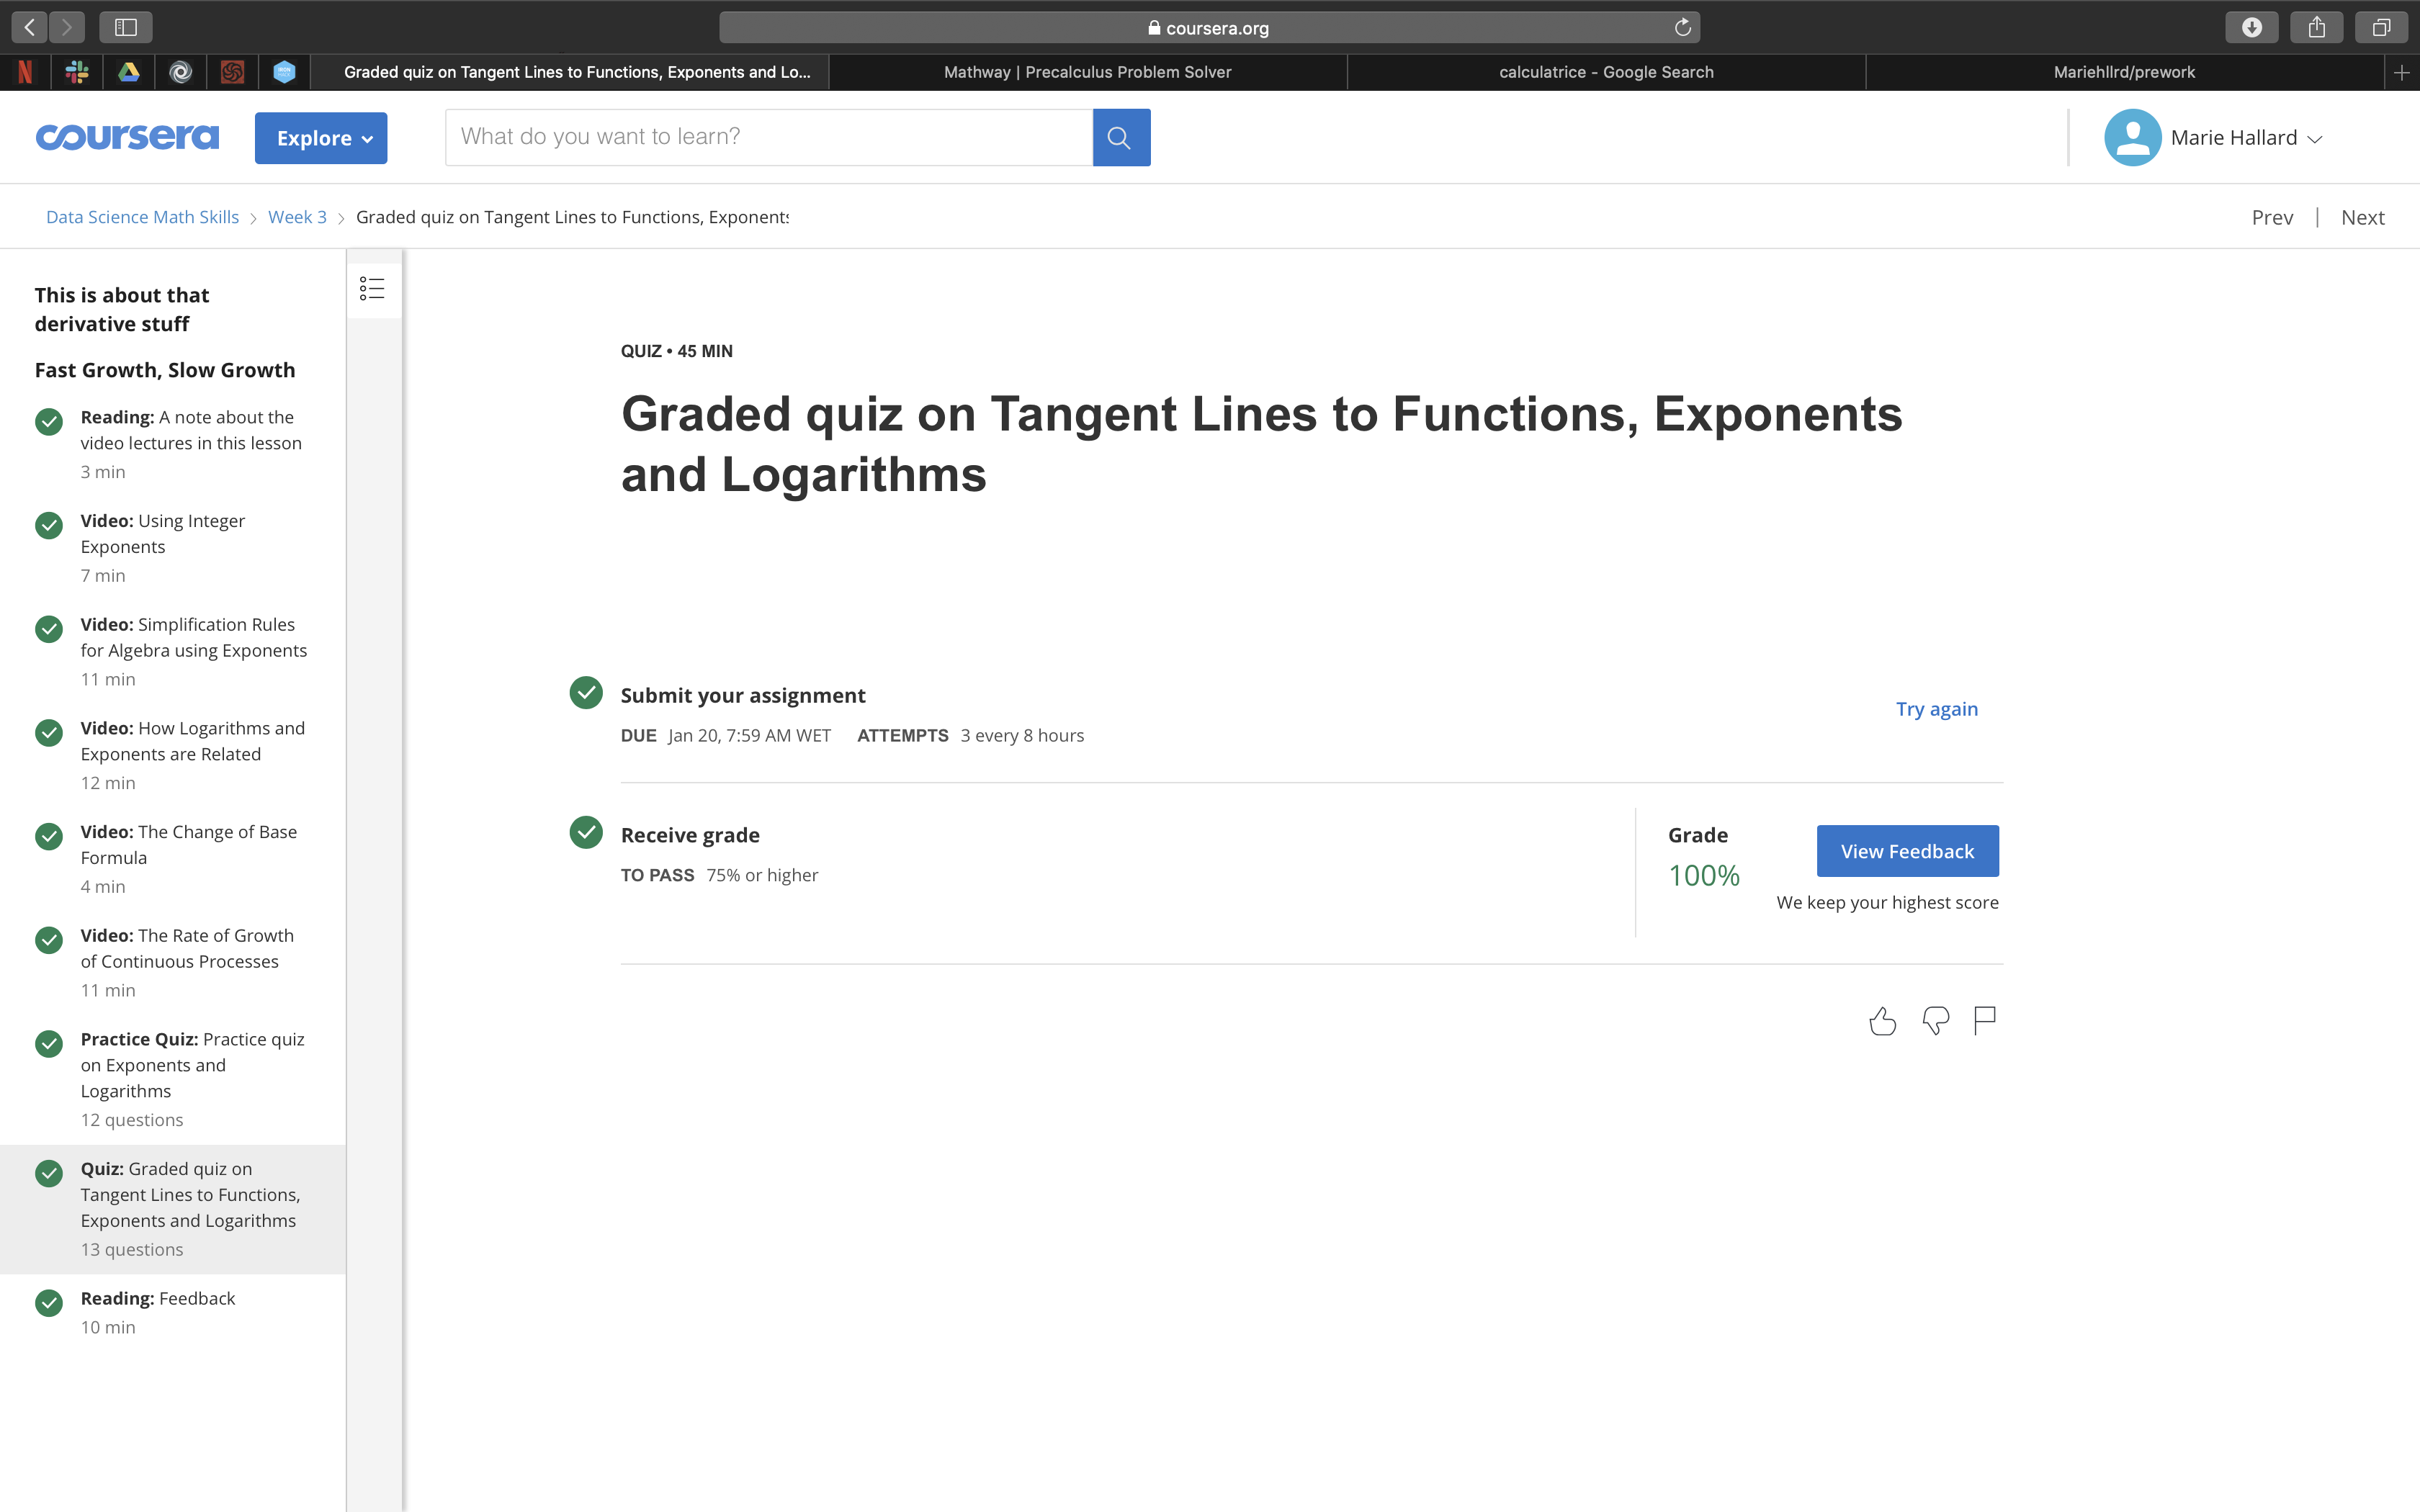 coursera.org
Graded quiz on Tangent Lines to Functions, Exponents and Lo...
Mathway | Precalculus Problem Solver
calculatrice - Google Search
Mariehllrd/prework
coursera
Explore
What do you want to learn?
Marie Hallard
Data Science Math Skills
Week 3
Graded quiz on Tangent Lines to Functions, Exponents
Prev | Next
This is about that
derivative stuff
Fast Growth, Slow Growth
Reading: A note about the
video lectures in this lesson
3 min
Video: Using Integer
Exponents
7 min
Video: Simplification Rules
for Algebra using Exponents
11 min
Video: How Logarithms and
Exponents are Related
12 min
Video: The Change of Base
Formula
4 min
Video: The Rate of Growth
of Continuous Processes
11 min
Practice Quiz: Practice quiz
on Exponents and
Logarithms
12 questions
Quiz: Graded quiz on
Tangent Lines to Functions,
Exponents and Logarithms
13 questions
Reading: Feedback
10 min
QUIZ • 45 MIN
Graded quiz on Tangent Lines to Functions, Exponents
and Logarithms
Submit your assignment
DUE Jan 20, 7:59 AM WET ATTEMPTS 3 every 8 hours
Try again
Receive grade
TO PASS 75% or higher
Grade
100%
View Feedback
We keep your highest score